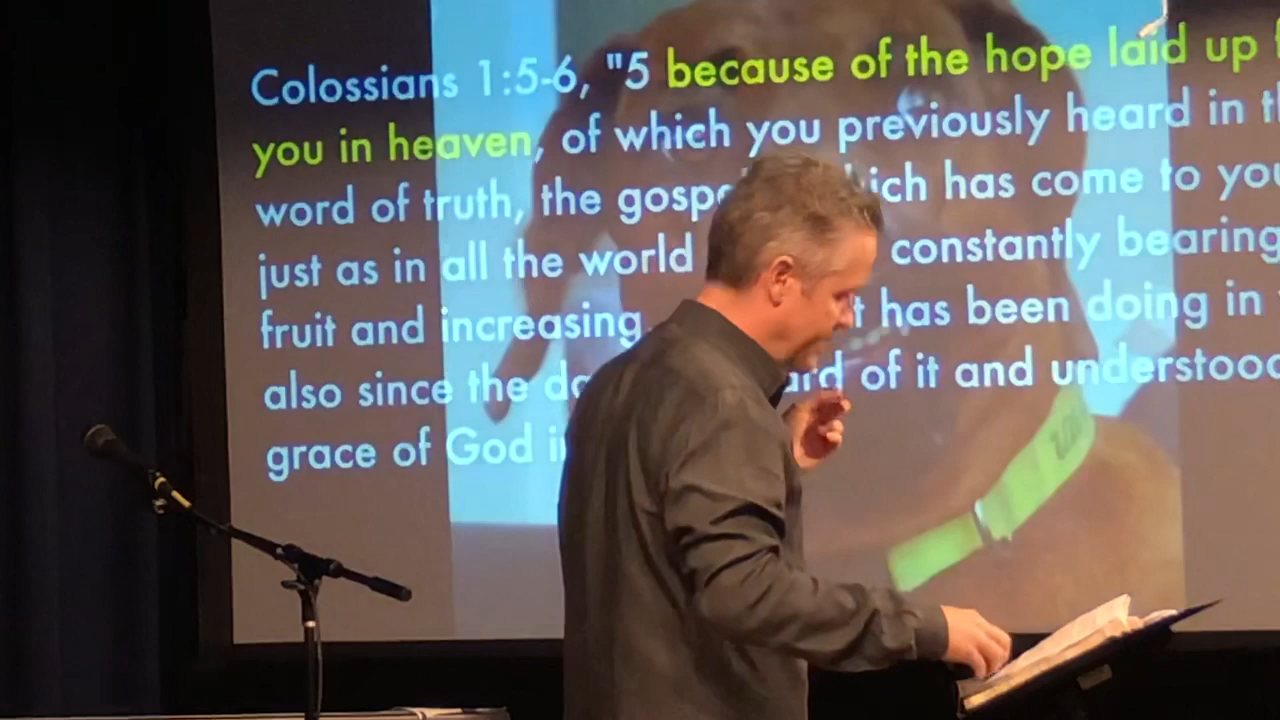 Colossians 1:5-6, "5 because of the hope laid up
you in heaven, of which you previously heard in
word of truth, the
just as in all the world constantly bearing
fruit and increasing has been doing in
also since the of it and understood
grace of God